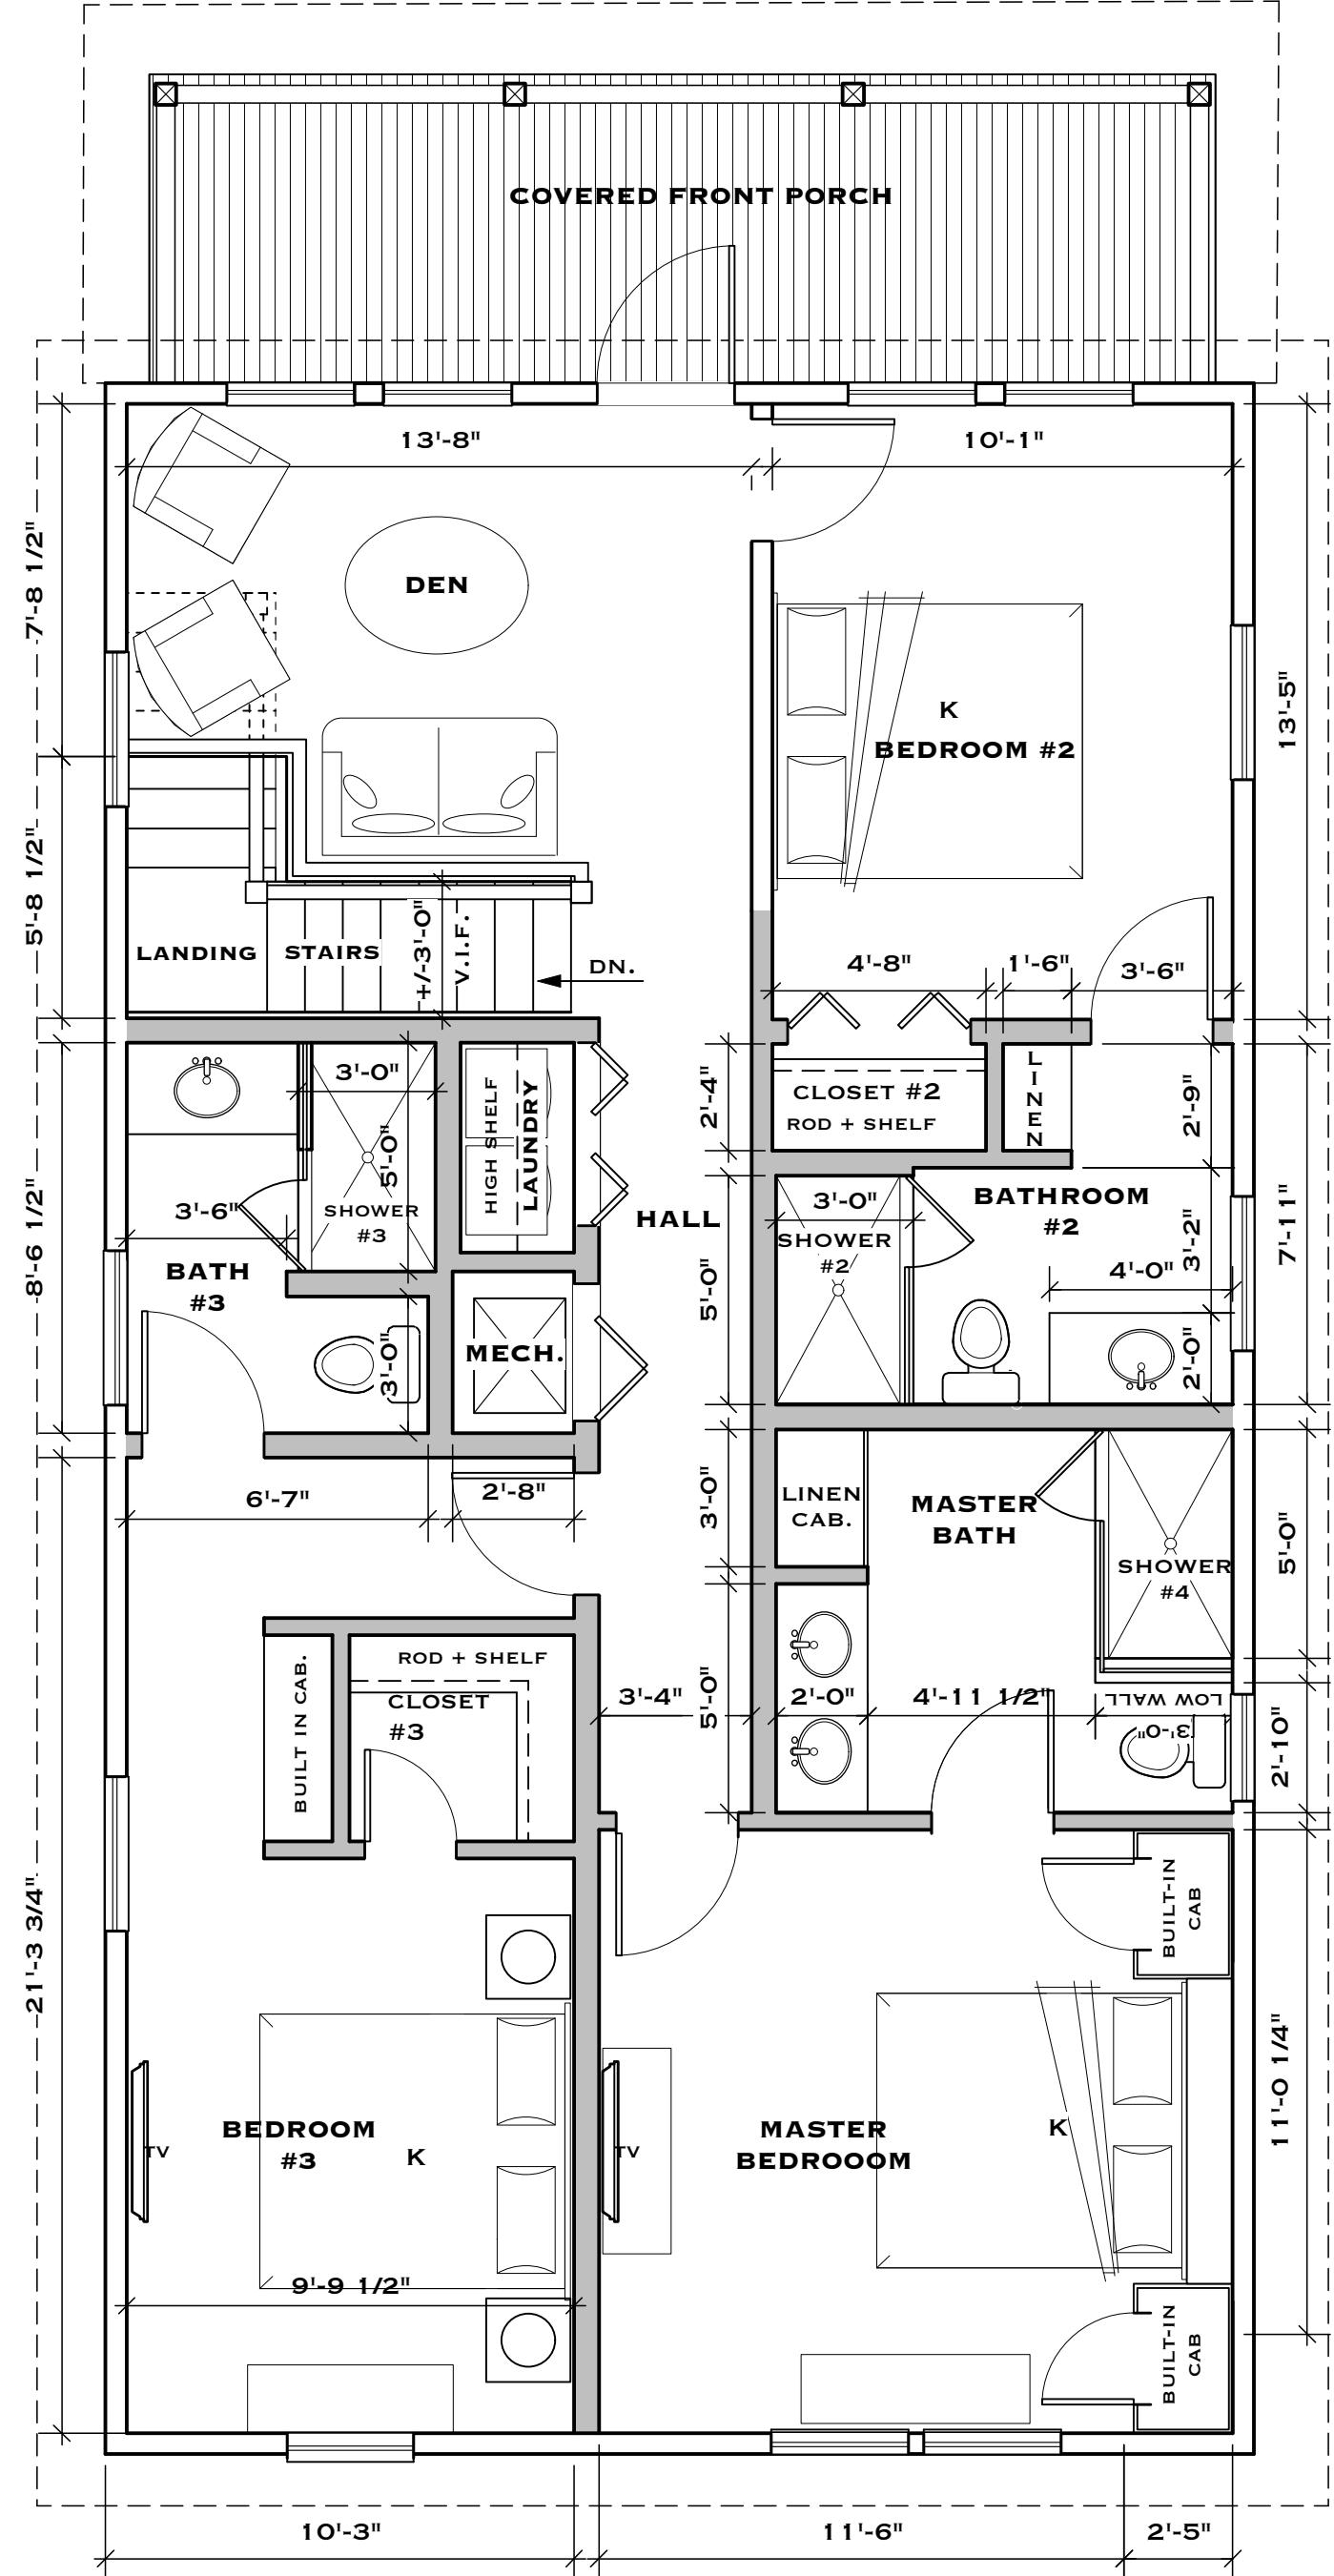 COVERED FRONT PORCH
13'-8"
10'-1"
7'-8 1/2"
DEN
13'-5"
K
BEDROOM #2
5'-8 1/2"
LANDING
STAIRS
+/-3'-0"
V.I.F.
DN.
4'-8"
1'-6"
3'-6"
3'-0"
5'-0"
HIGH SHELF
LAUNDRY
2'-4"
CLOSET #2
ROD + SHELF
LINEN
2'-9"
8'-6 1/2"
3'-6"
SHOWER
#3
HALL
3'-0"
SHOWER
#2
BATHROOM
#2
3'-2"
7'-11"
BATH
#3
5'-0"
4'-0"
3'-0"
MECH.
2'-0"
6'-7"
2'-8"
3'-0"
LINEN
CAB.
MASTER
BATH
5'-0"
SHOWER
#4
BUILT IN CAB.
ROD + SHELF
CLOSET
#3
3'-4"
5'-0"
2'-0"
4'-11 1/2"
LOW WALL
3'-0"
2'-10"
21'-3 3/4"
BUILT-IN
CAB
11'-0 1/4"
TV
BEDROOM
#3
K
TV
MASTER
BEDROOOM
K
9'-9 1/2"
BUILT-IN
CAB
10'-3"
11'-6"
2'-5"